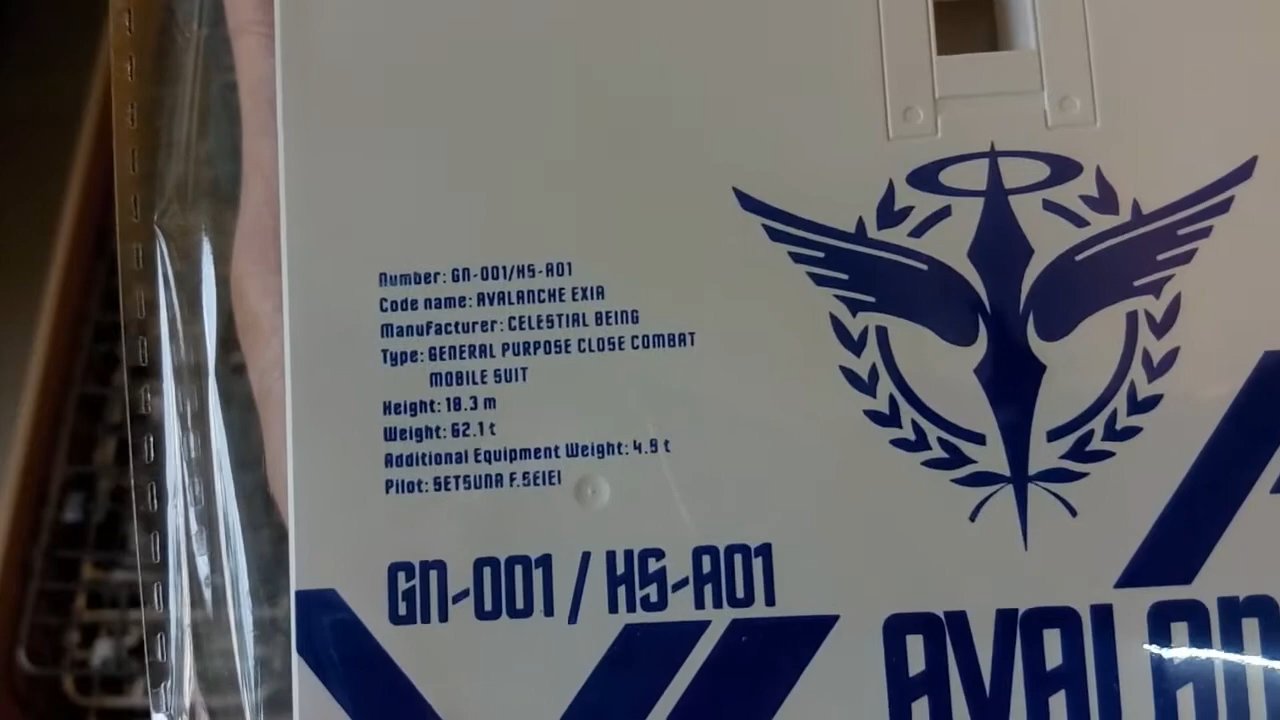 Number: GN-001/HS-A01
Code name: AVALANCHE EXIA
Manufacturer: CELESTIAL BEING
Type: GENERAL PURPOSE CLOSE COMBAT
MOBILE SUIT
Height: 18.3 m
Weight: 62.1 t
Additional Equipment Weight: 4.9 t
Pilot: SETSUNA F.SEIEI
GN-001 / HS-A01
AVALAN